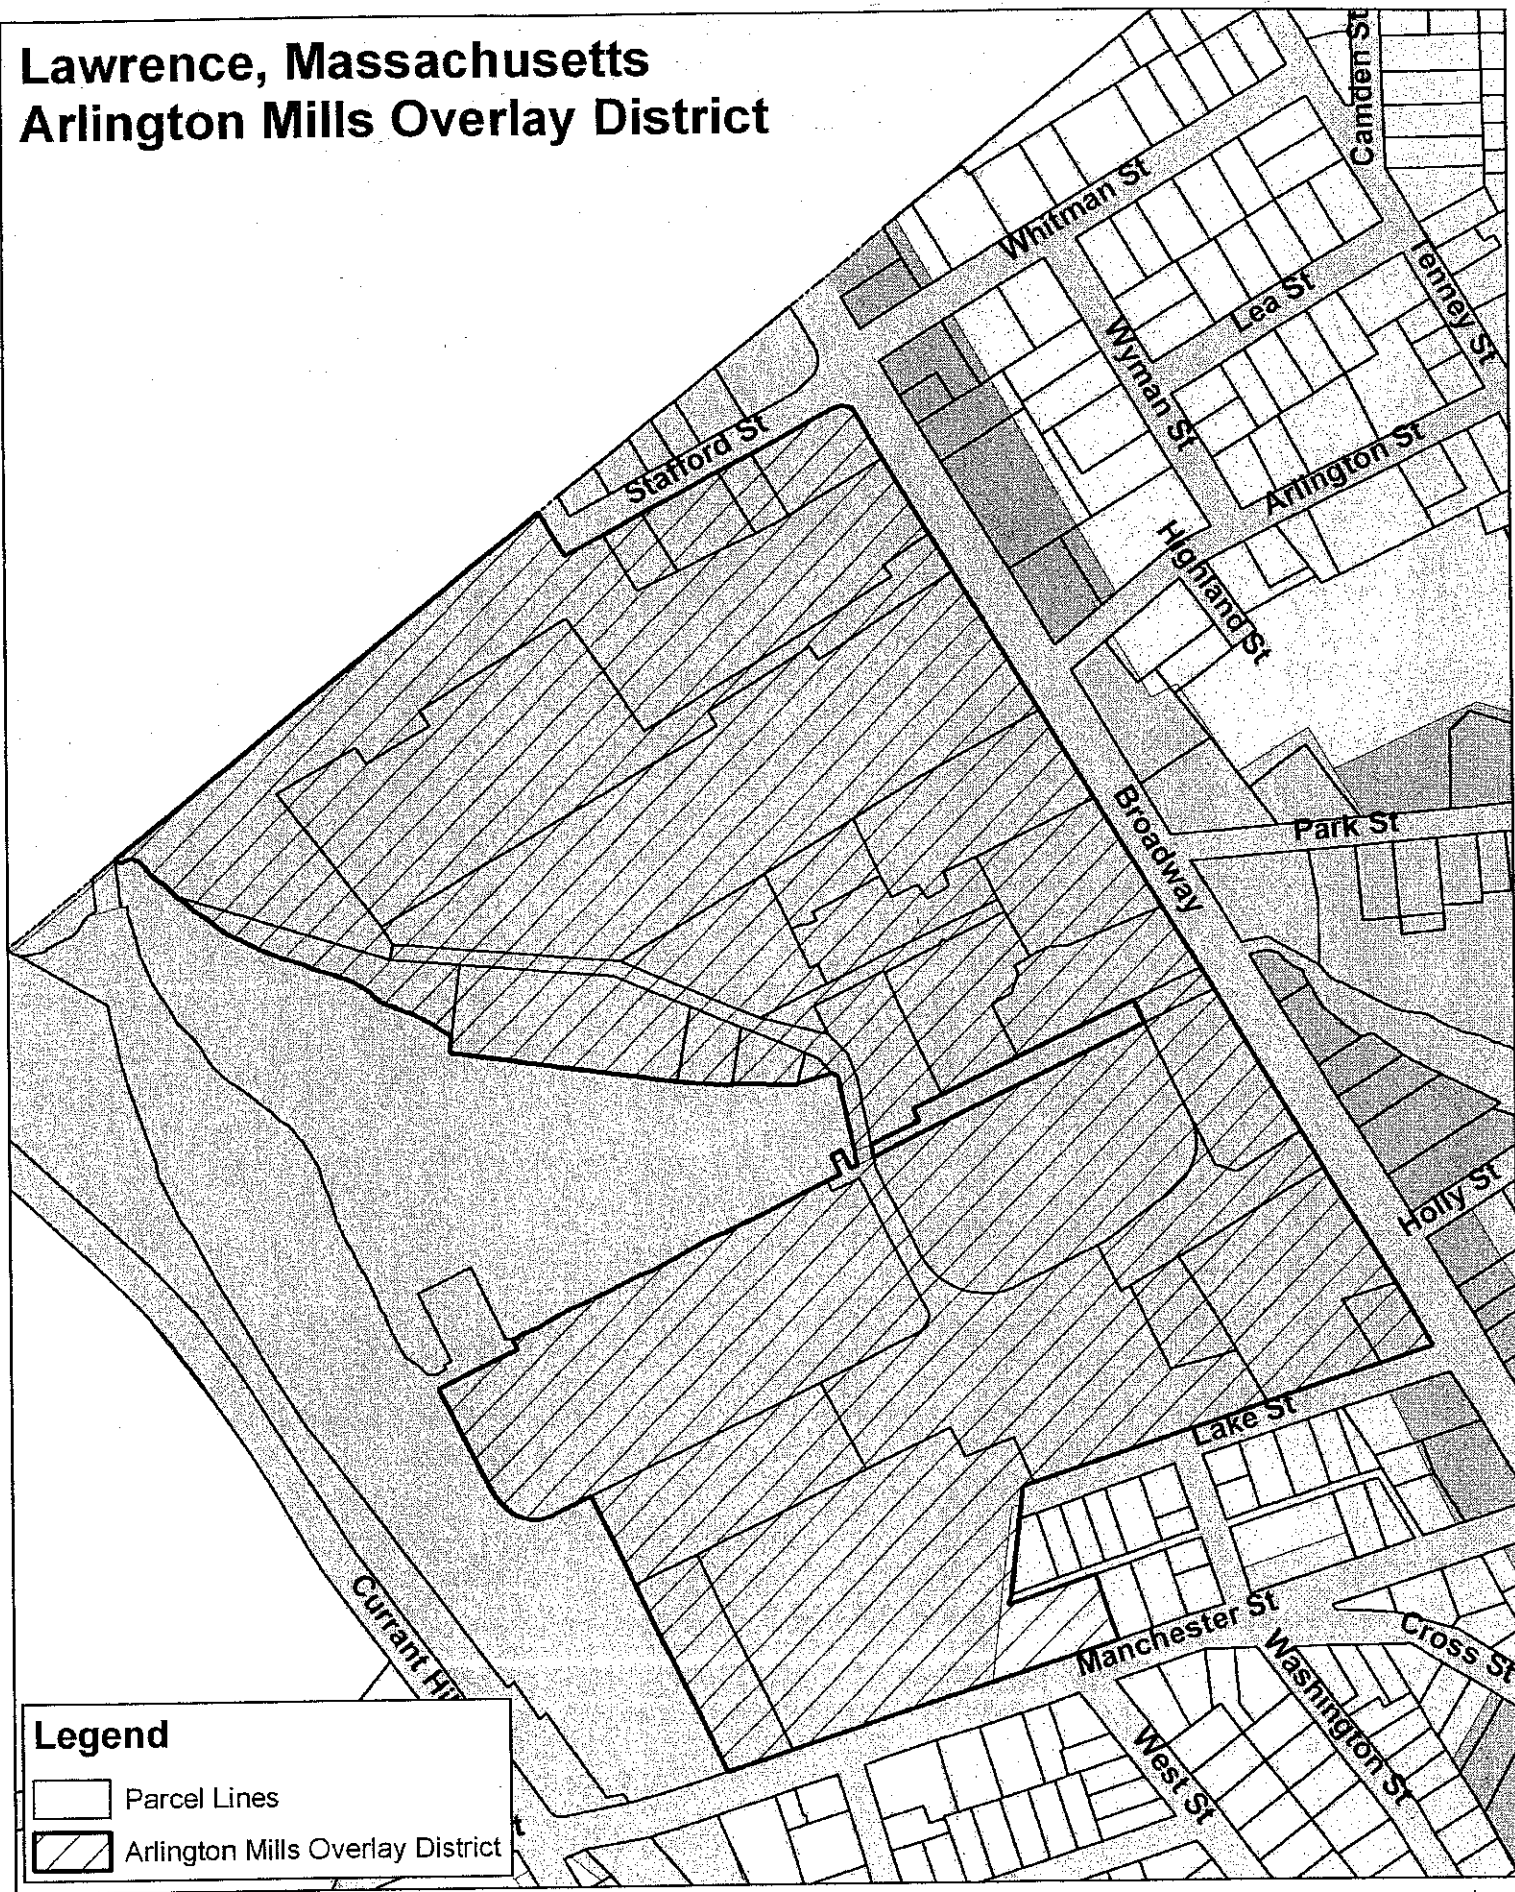 Lawrence, Massachusetts
Arlington Mills Overlay District
Camden St
Whitman St
Tenney St
Lea St
Wyman St
Stafford St
Arlington St
Highland St
Broadway
Park St
Holly St
Lake St
Manchester St
Cross St
Washington St
West St
Currant Hil
t
Legend
Parcel Lines
Arlington Mills Overlay District